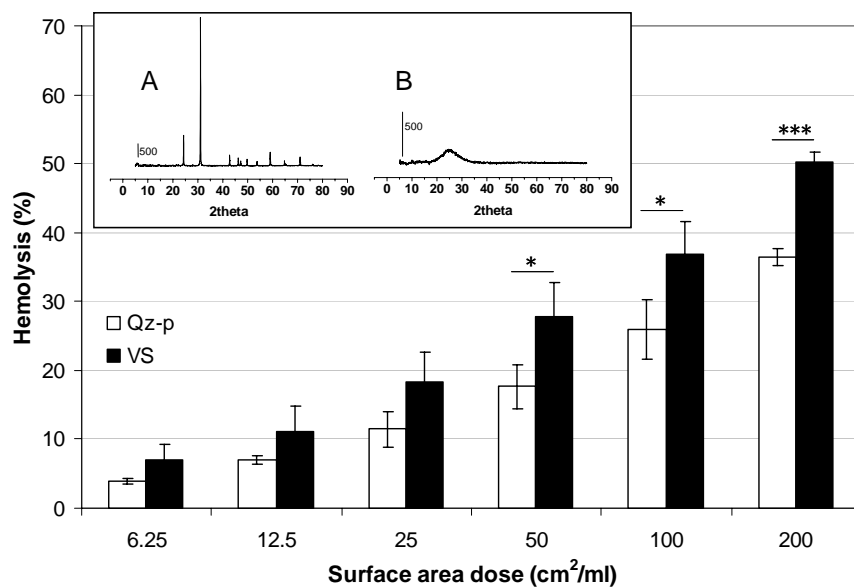 70
60
50
40
30
20
10
0
Hemolysis (%)
A
500
0 10 20 30 40 50 60 70 80 90
2theta
B
500
0 10 20 30 40 50 60 70 80 90
2theta
*
*
***
Qz-p
VS
6.25 12.5 25 50 100 200
Surface area dose (cm²/ml)